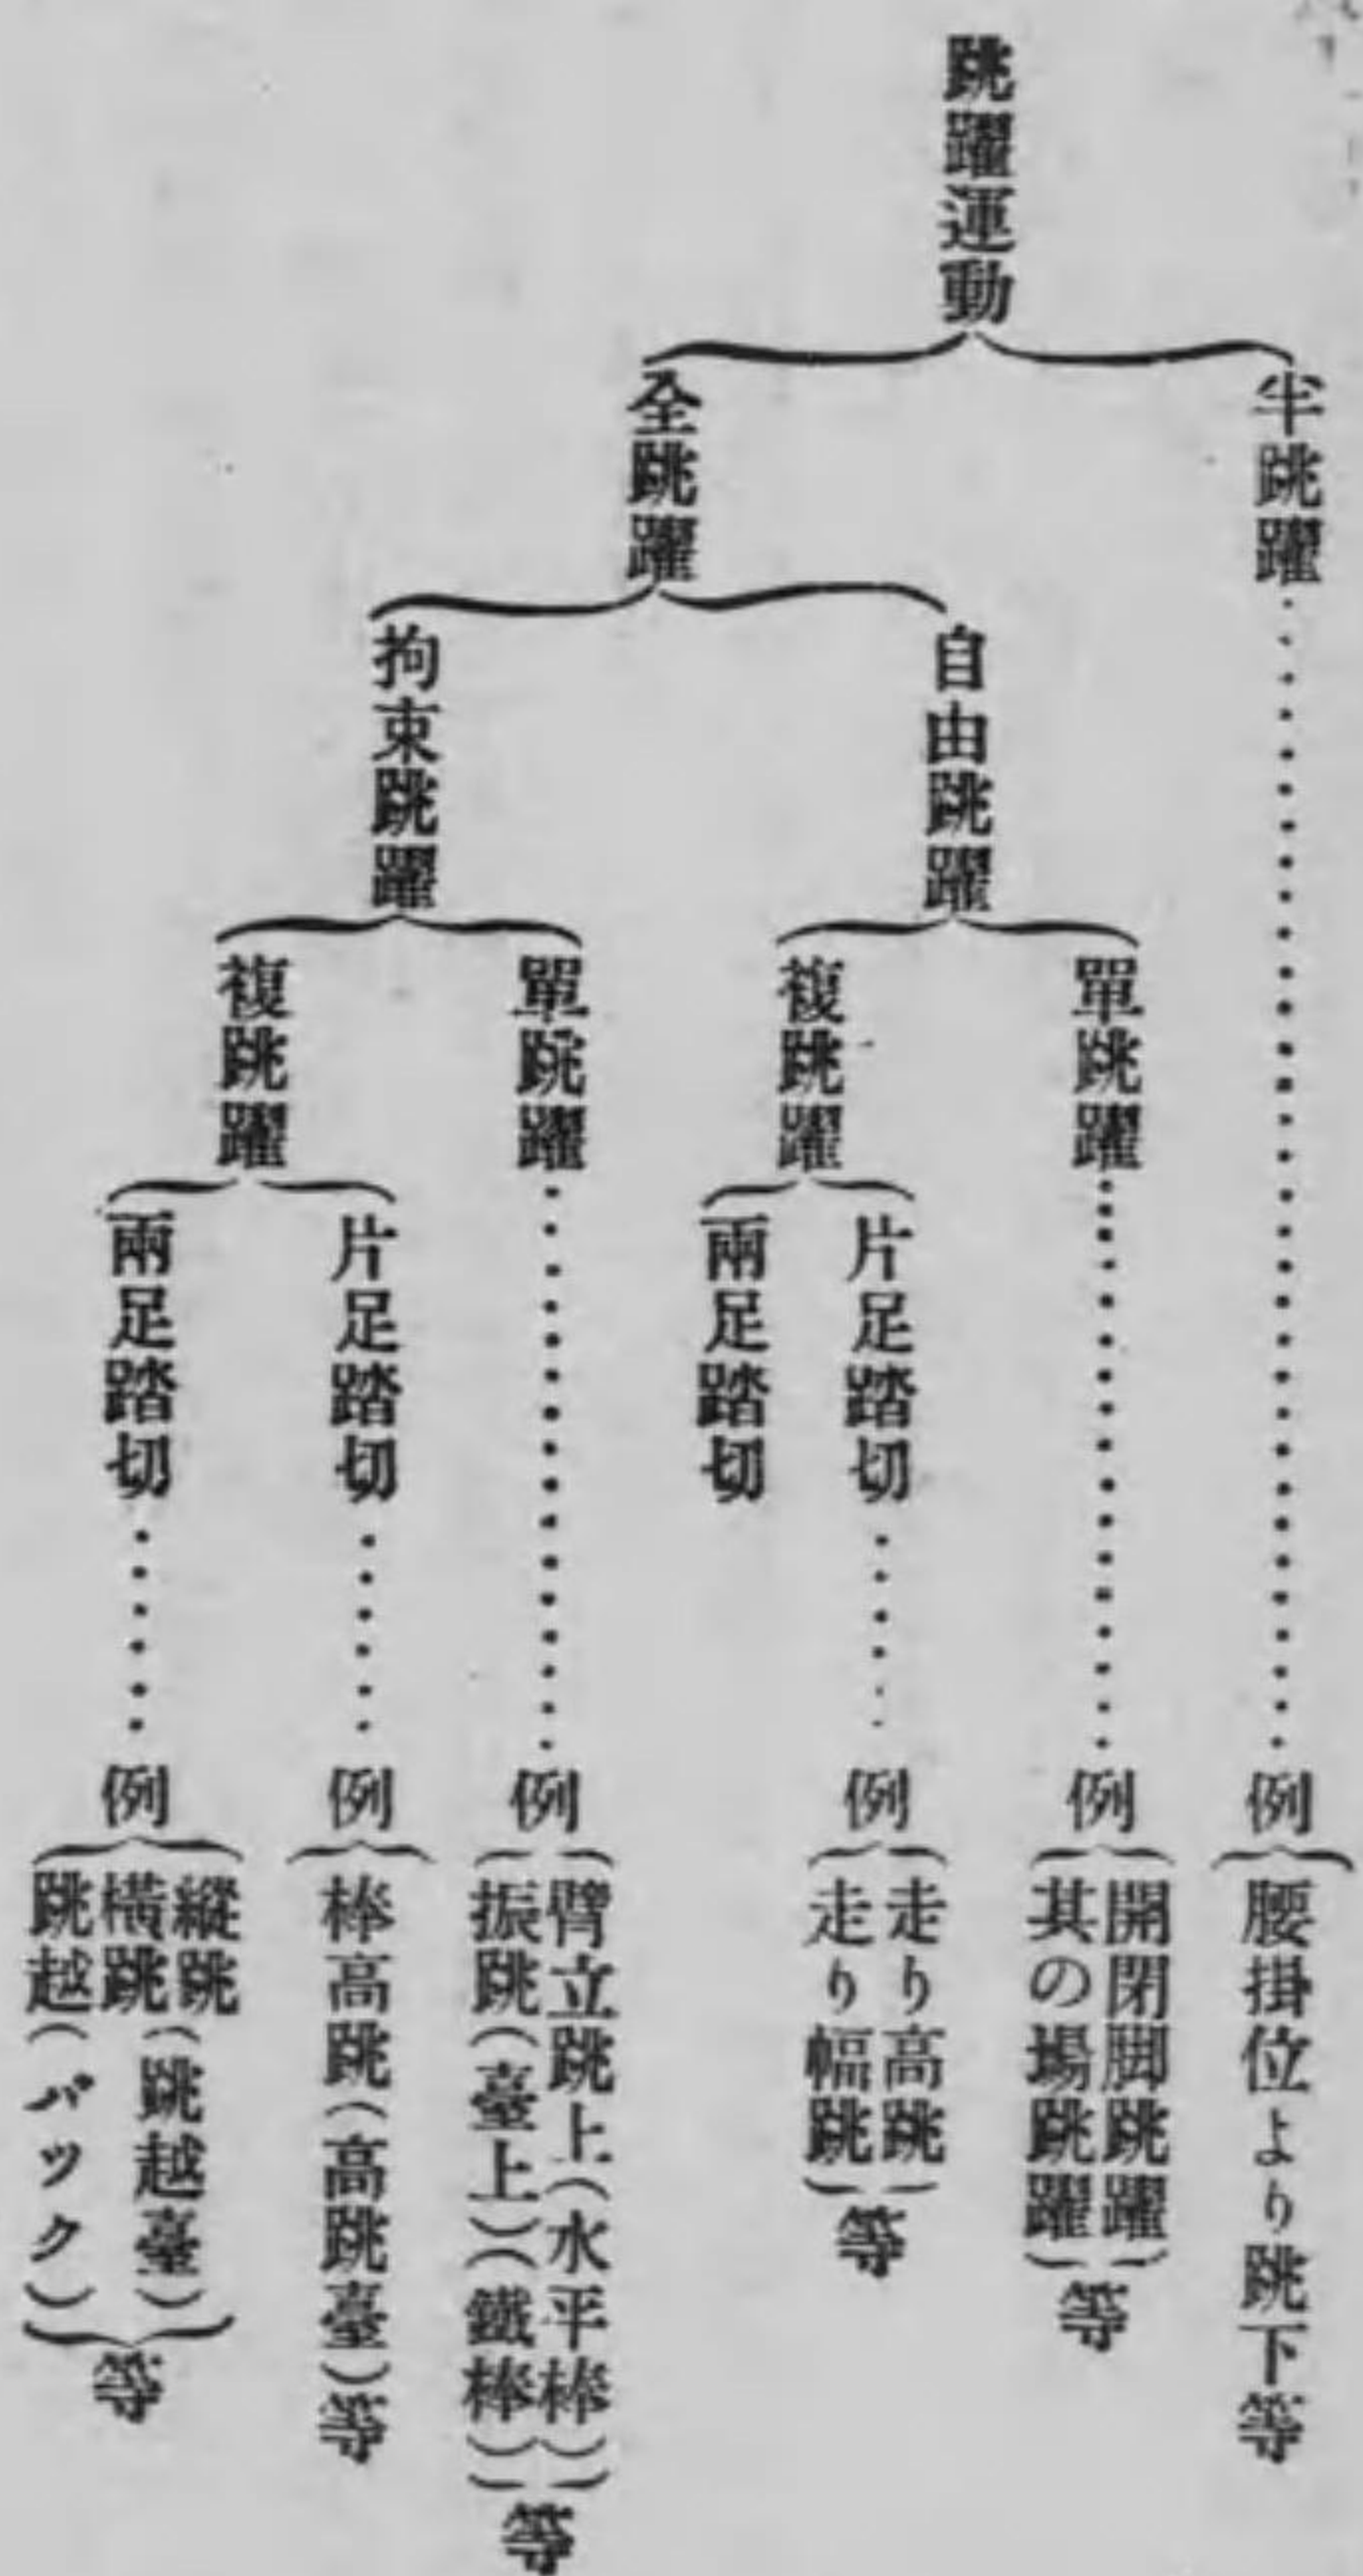 跳躍運動
半跳躍
例
腰掛位より跳下等
全跳躍
自由跳躍
單跳躍
例
開閉脚跳躍
其の場跳躍
等
複跳躍
片足踏切
例
走り高跳
走り幅跳
等
兩足踏切
拘束跳躍
單跳躍
例
臂立跳上(水平棒)
振跳(臺上)(鐵棒)
等
複跳躍
片足踏切
例
棒高跳(高跳臺)等
兩足踏切
例
縱跳
橫跳
(跳越臺)
跳越(バック)
等